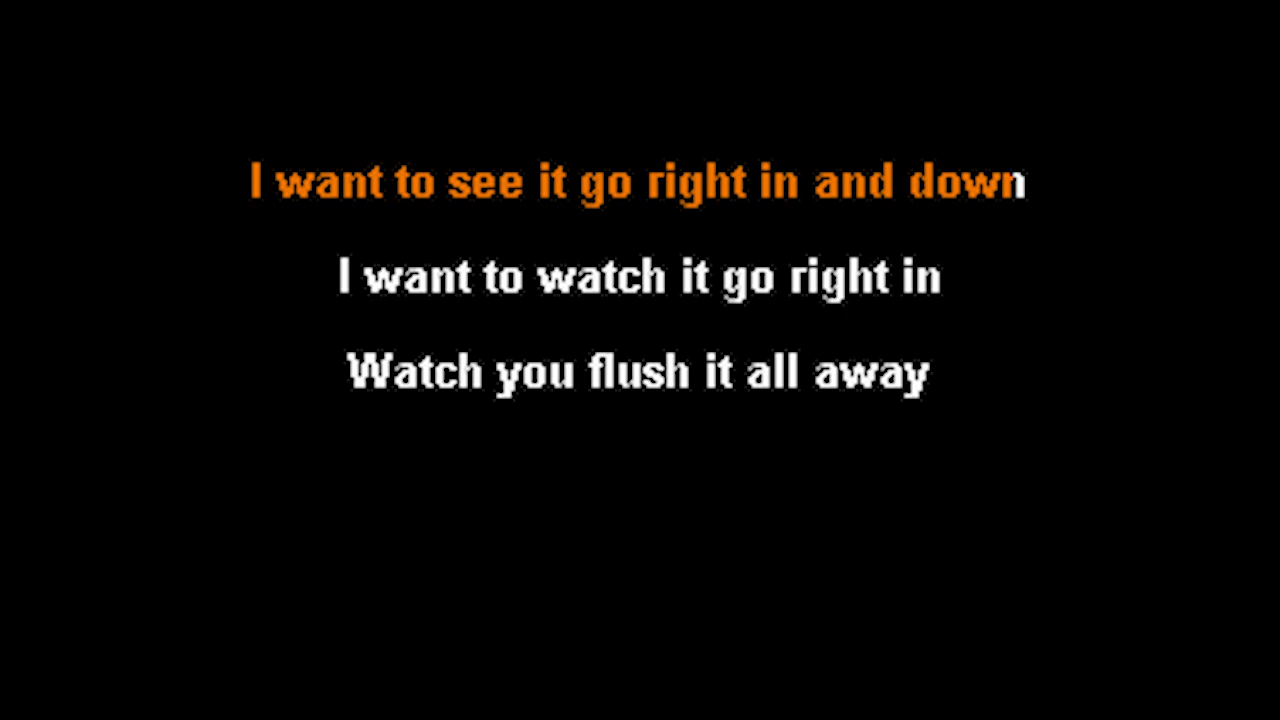 I want to see it go right in and down
I want to watch it go right in
Watch you flush it all away